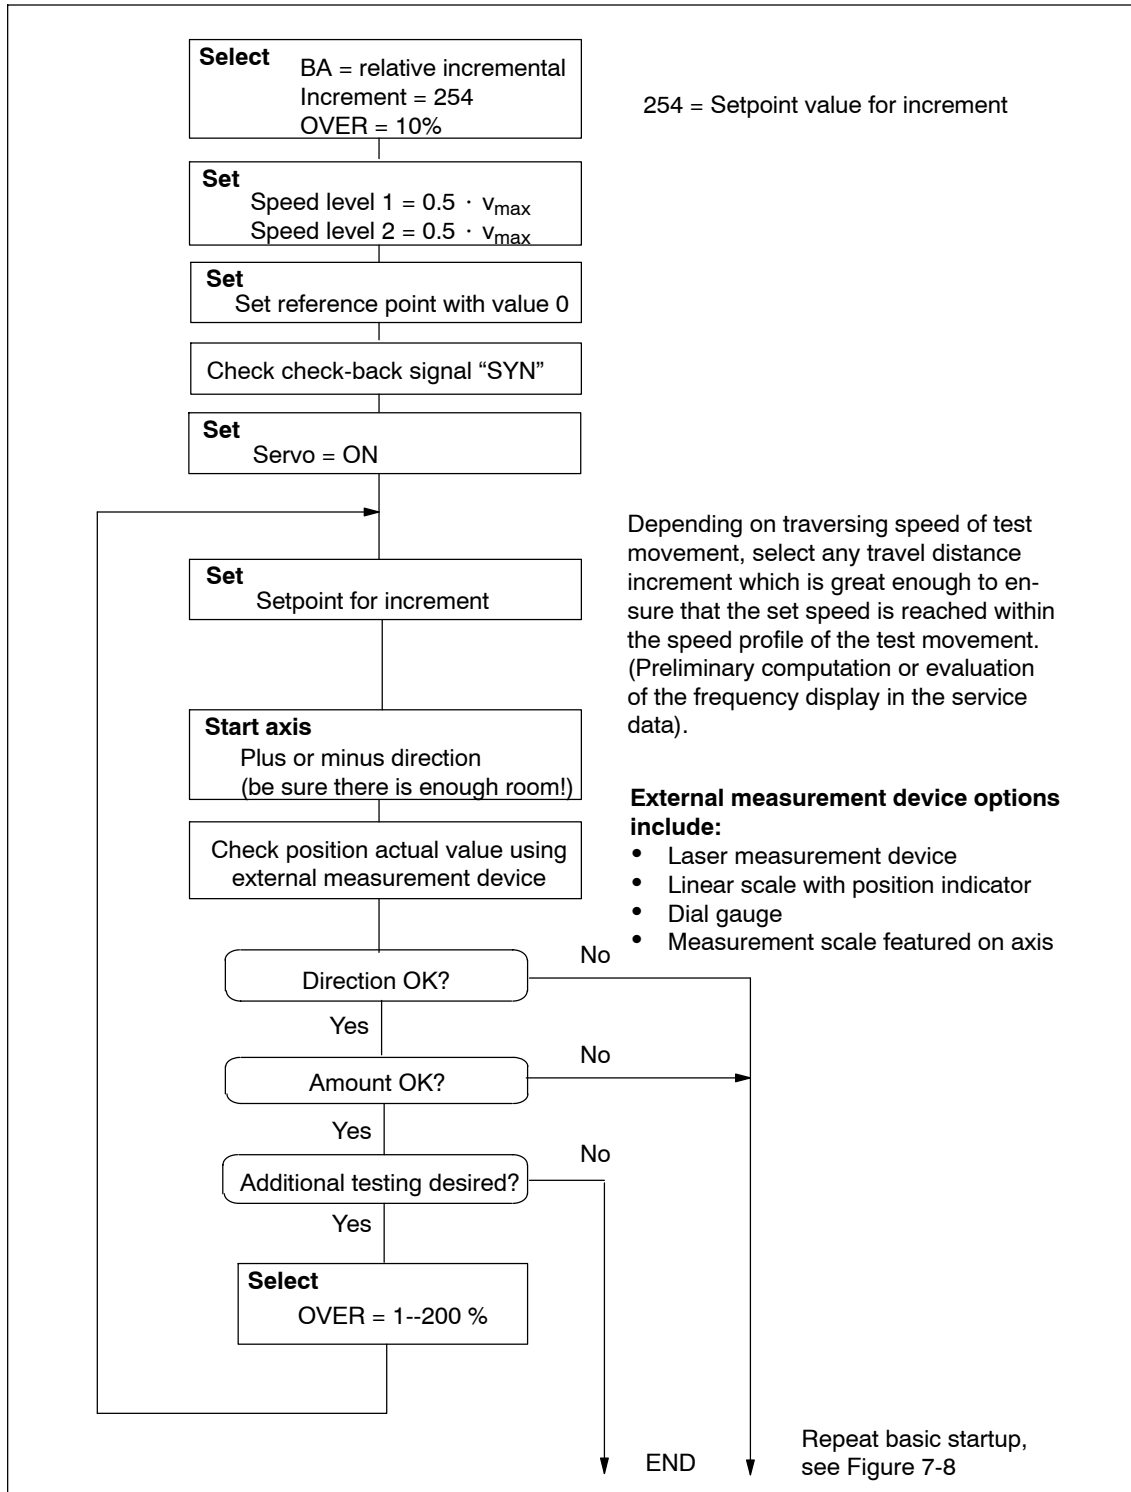 Select
BA = relative incremental
Increment = 254
OVER = 10%
254 = Setpoint value for increment
Set
Speed level 1 = 0.5 · vmax
Speed level 2 = 0.5 · vmax
Set
Set reference point with value 0
Check check-back signal “SYN”
Set
Servo = ON
Set
Setpoint for increment
Depending on traversing speed of test
movement, select any travel distance
increment which is great enough to en-
sure that the set speed is reached within
the speed profile of the test movement.
(Preliminary computation or evaluation
of the frequency display in the service
data).
Start axis
Plus or minus direction
(be sure there is enough room!)
Check position actual value using
external measurement device
External measurement device options
include:
• Laser measurement device
• Linear scale with position indicator
• Dial gauge
• Measurement scale featured on axis
Direction OK?
No
Yes
Amount OK?
No
Yes
Additional testing desired?
No
Yes
Select
OVER = 1--200 %
END
Repeat basic startup,
see Figure 7-8